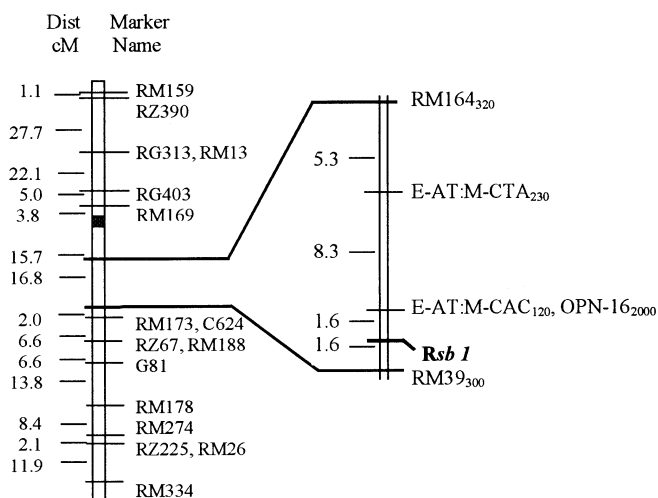 Dist Marker
cM Name
1.1 RM159
RZ390
27.7
RG313, RM13
22.1
5.0 RG403
3.8 RM169
15.7
16.8
2.0 RM173, C624
6.6 RZ67, RM188
6.6 G81
13.8
RM178
8.4 RM274
2.1 RZ225, RM26
11.9
RM334
RM164320
5.3
E-AT:M-CTA230
8.3
E-AT:M-CAC120, OPN-162000
1.6
1.6 Rsb 1
RM39300